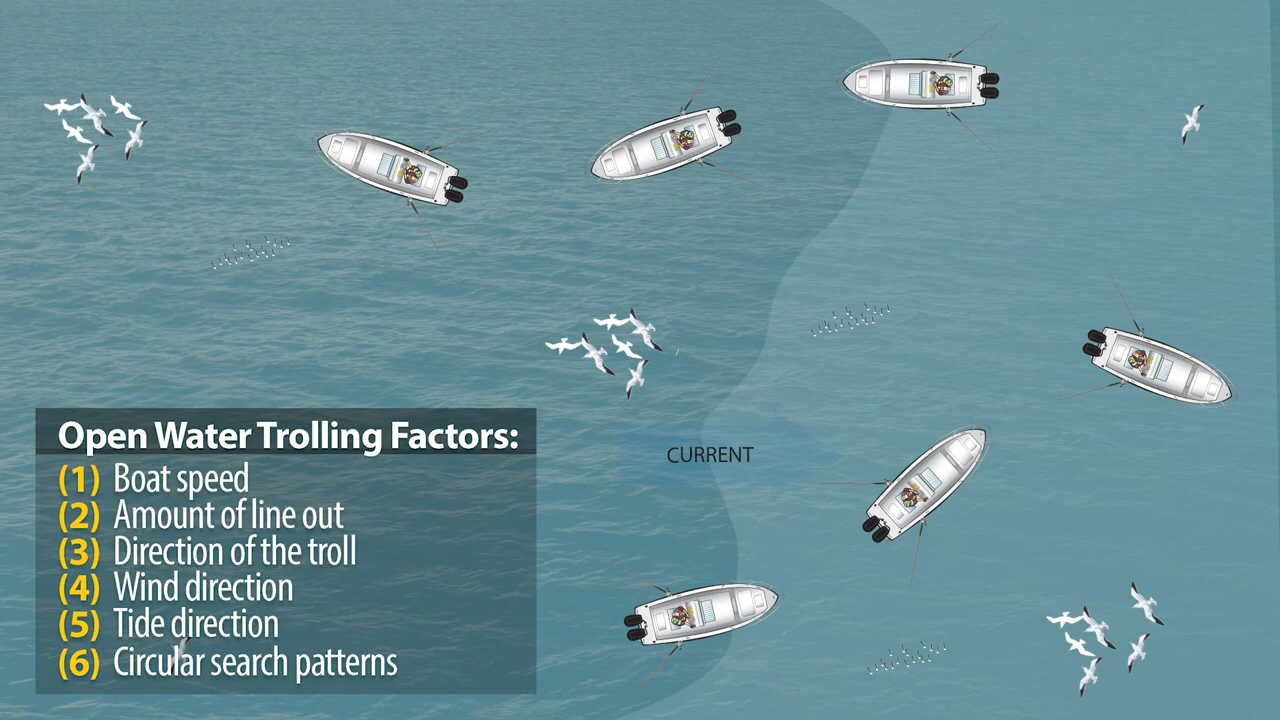 CURRENT
Open Water Trolling Factors:
(1) Boat speed
(2) Amount of line out
(3) Direction of the troll
(4) Wind direction
(5) Tide direction
(6) Circular search patterns